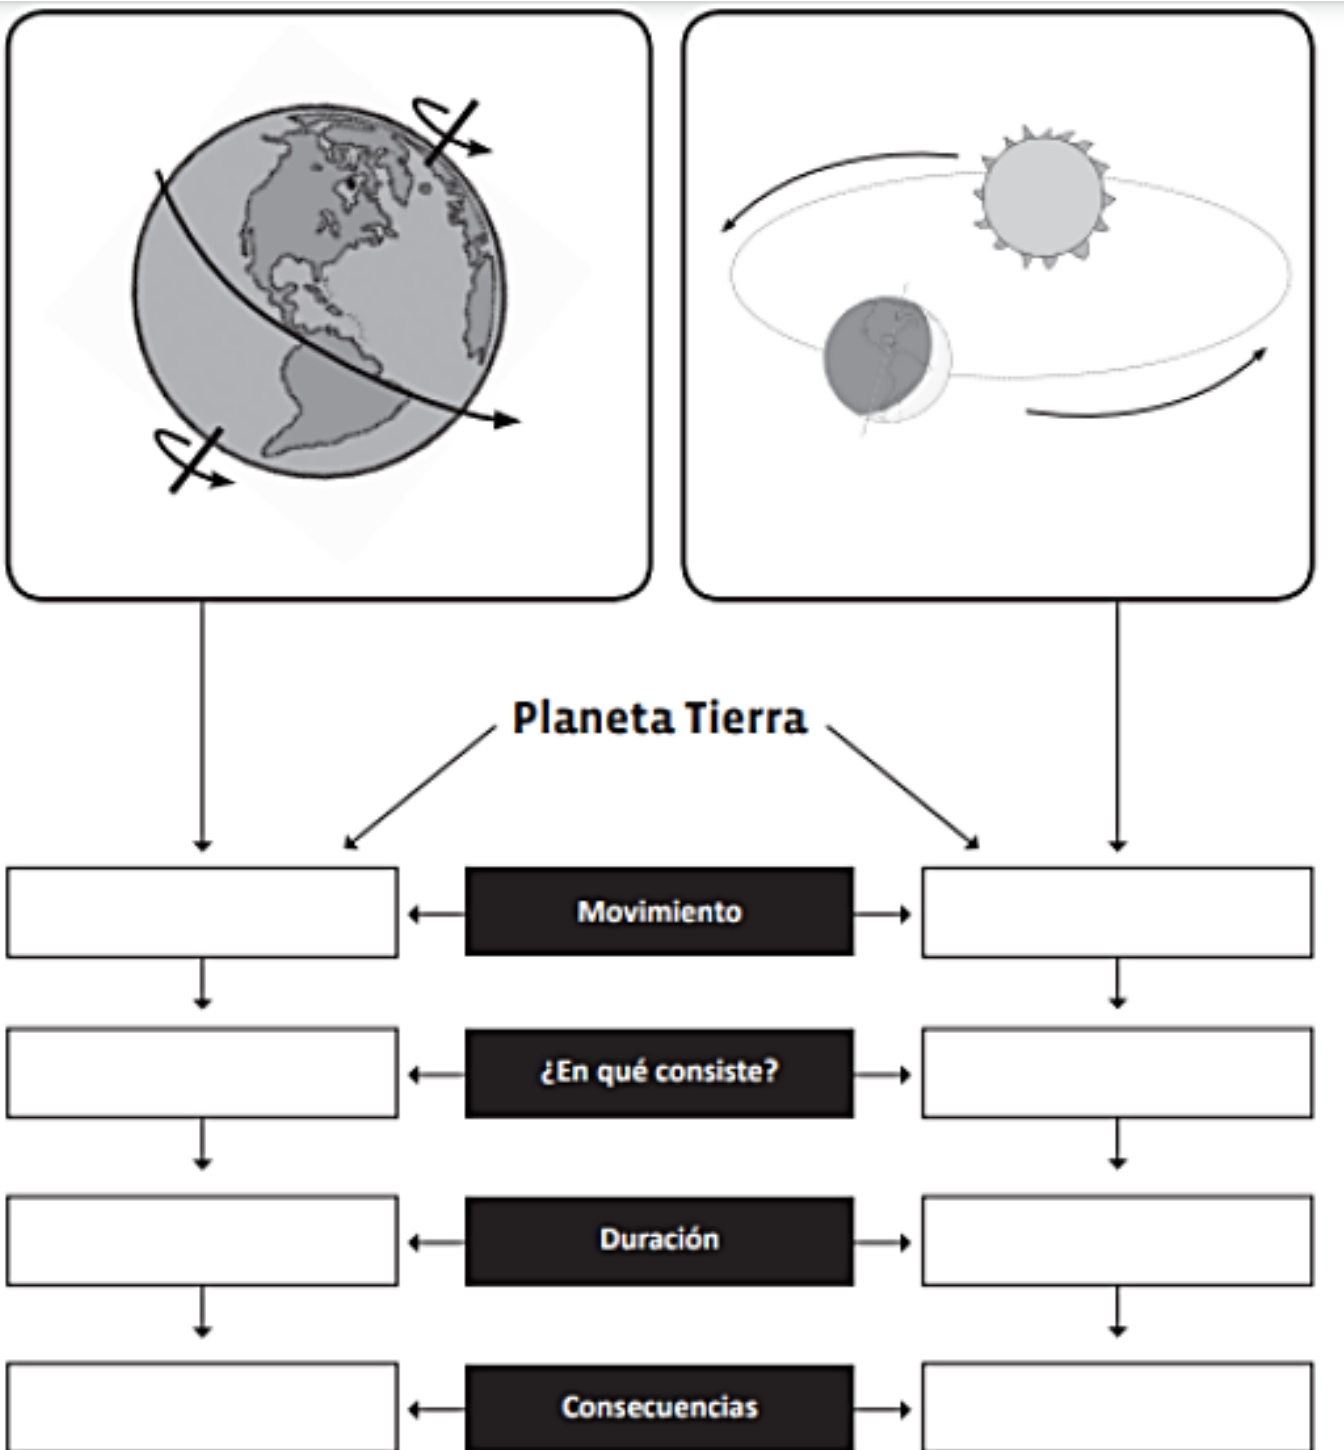 Planeta Tierra
Movimiento
¿En qué consiste?
Duración
Consecuencias